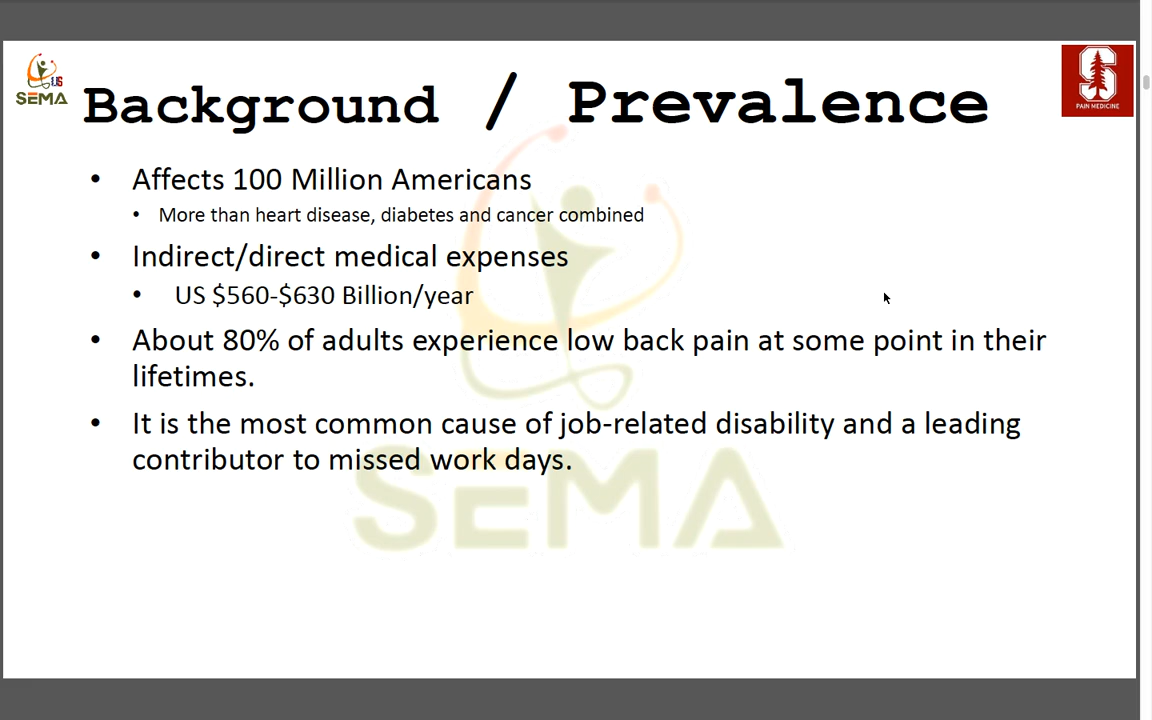 US
SEMA
Background / Prevalence
PAIN MEDICINE
• Affects 100 Million Americans
• More than heart disease, diabetes and cancer combined
• Indirect/direct medical expenses
• US $560-$630 Billion/year
• About 80% of adults experience low back pain at some point in their
lifetimes.
• It is the most common cause of job-related disability and a leading
contributor to missed work days.
SEMA